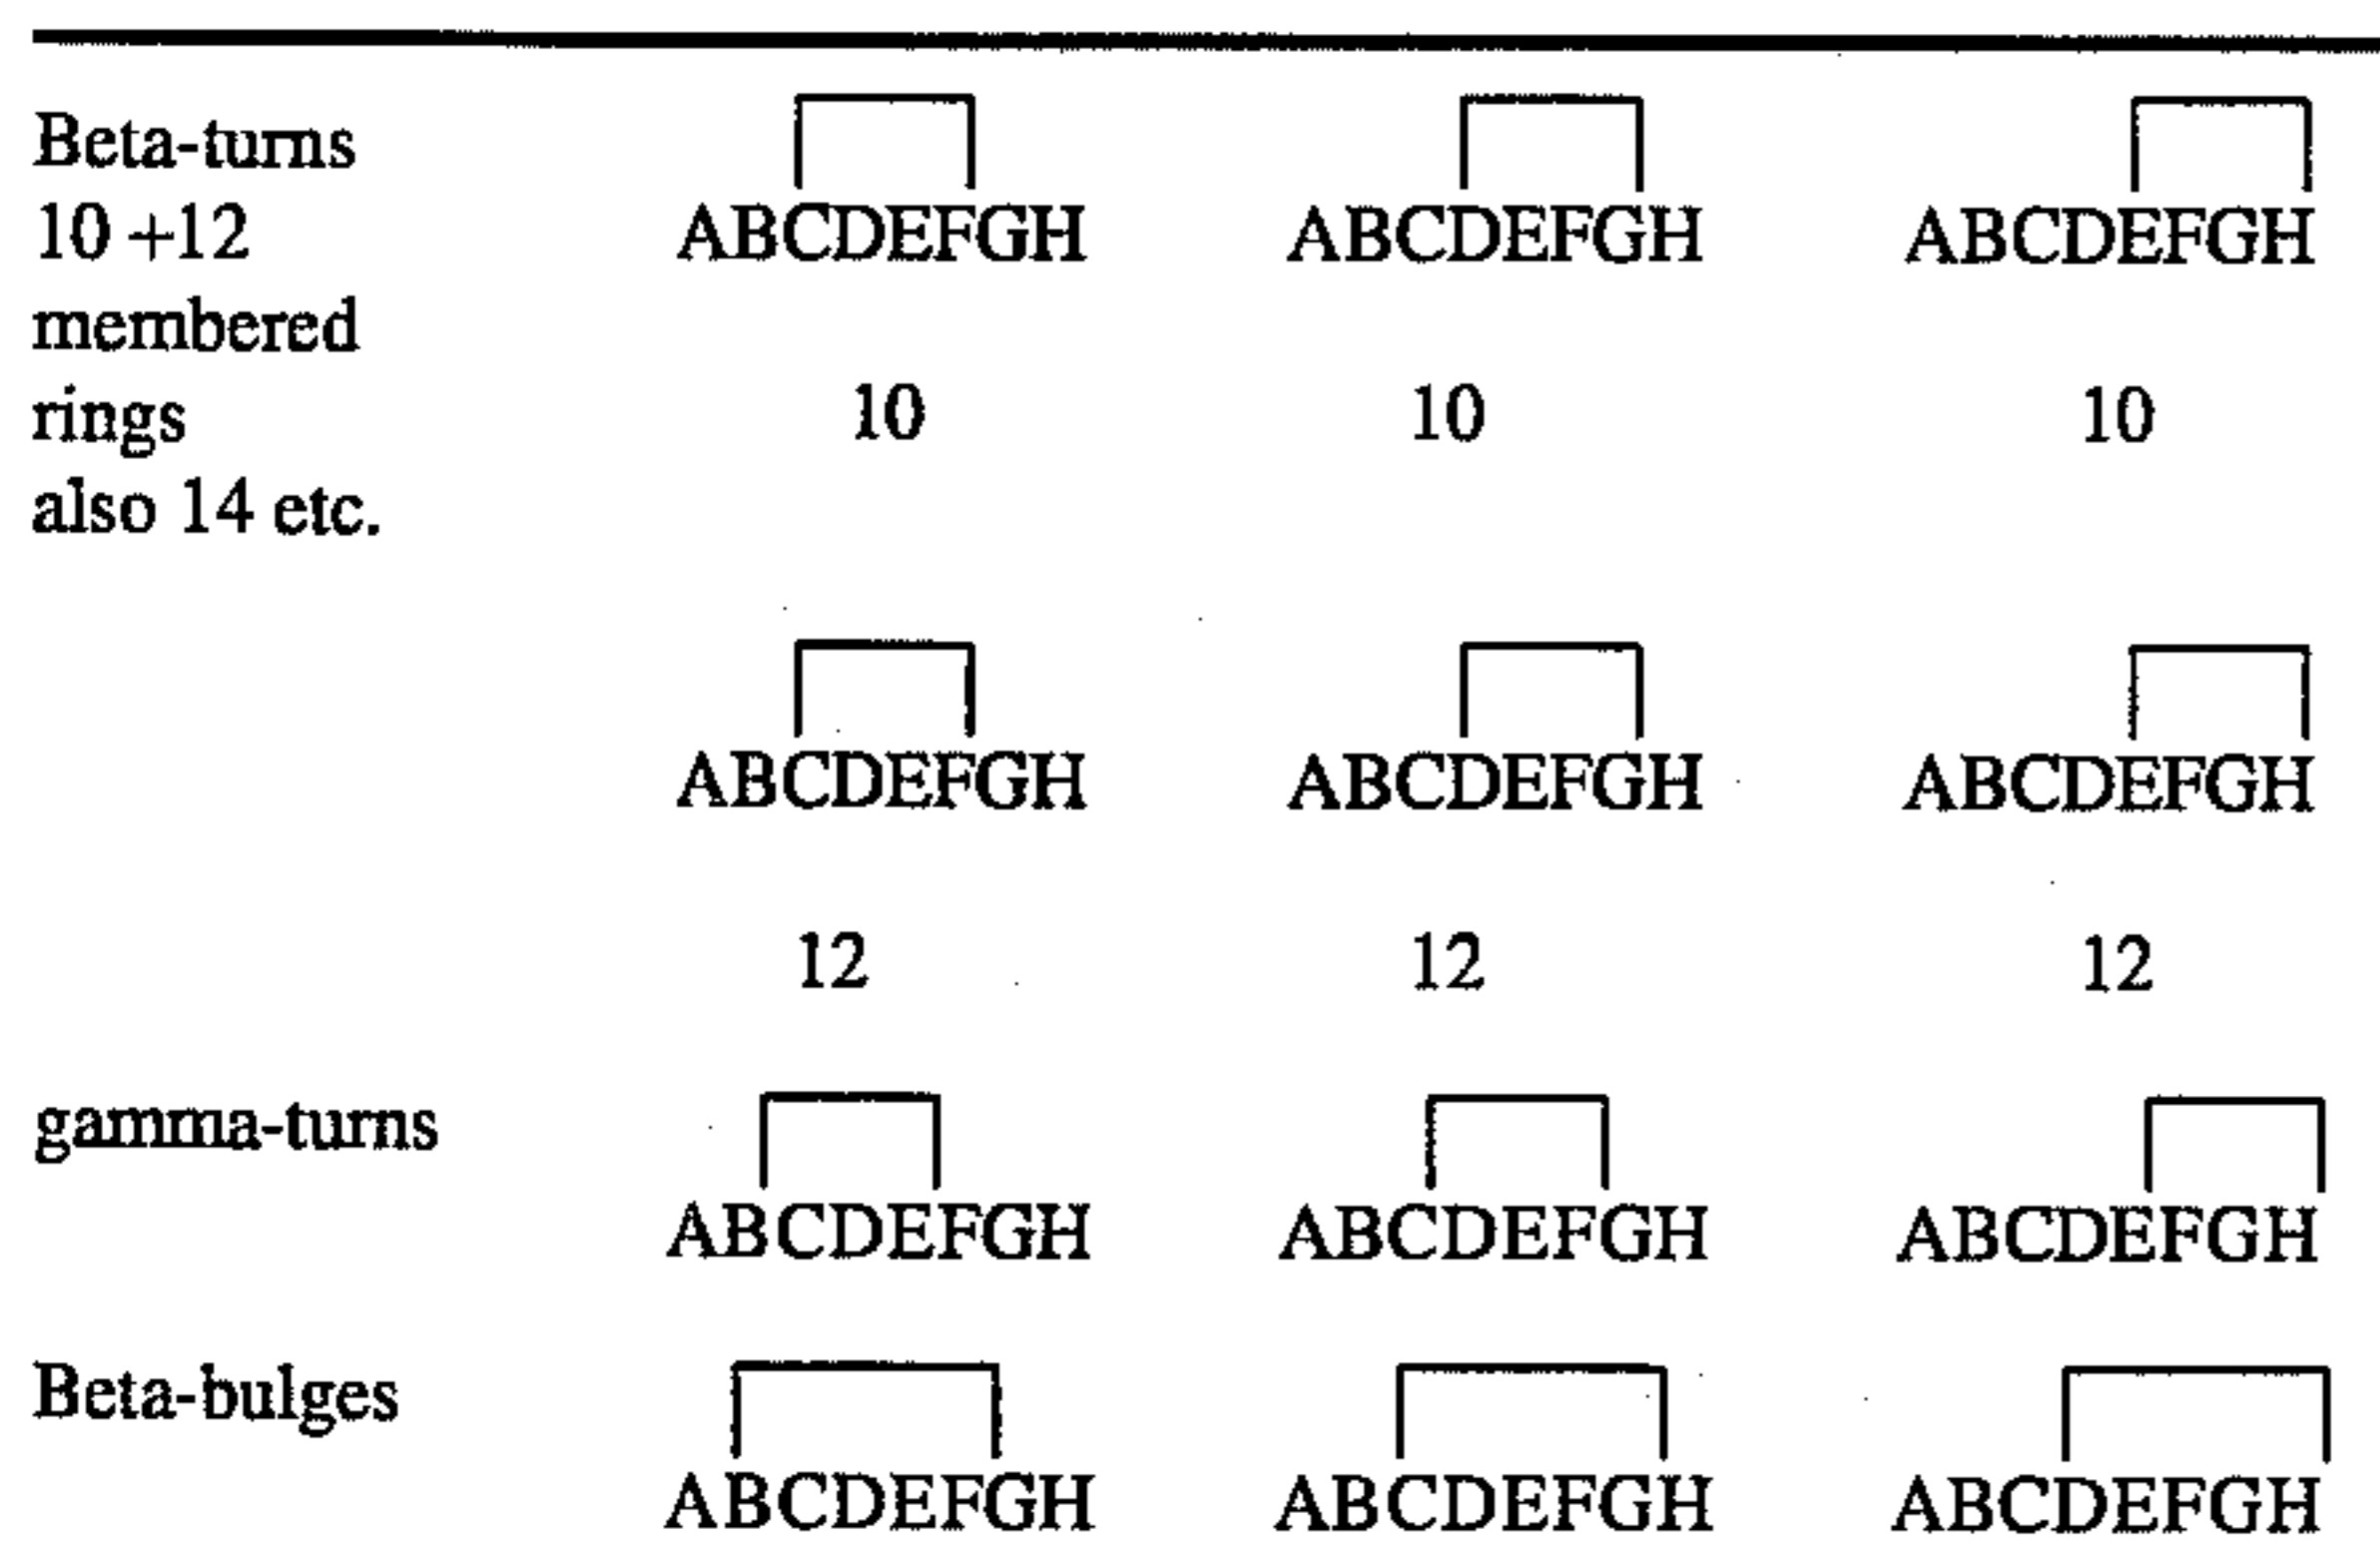 Beta-turns
10 +12 ABCDEFGH ABCDEFGH ABCDEFGH
membered
rings 10 10 10
also 14 etc.
ABCDEFGH ABCDEFGH ABCDEFGH
12 12 12
gamma-turns
ABCDEFGH ABCDEFGH ABCDEFGH
Beta-bulges
ABCDEFGH ABCDEFGH ABCDEFGH